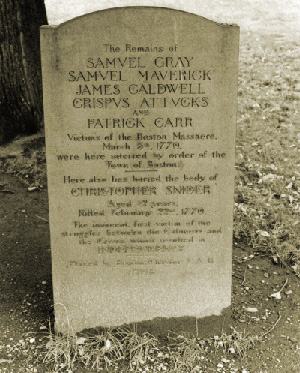 The Remains of
SAMVEL GRAY
SAMVEL MAVERICK
JAMES CALDWELL
CRISPVS ATTVCKS
AND
PATRICK CARR
Victims of the Boston Massacre,
March 5th, 1770,
were here interred by order of the
Town of Boston
Here also lies buried the body of
CHRISTOPHER SNIDER
Aged 12 years,
Killed February 22nd, 1770
The innocent first victim of the
struggles between the Colonists and
the Crown which resulted in
INDEPENDENCE